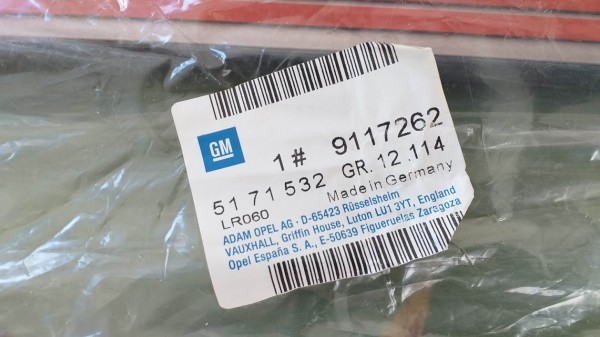 GM
1# 9117262
51 71 532 GR. 12.114
LR060 Made in Germany
ADAM OPEL AG · D-65423 Rüsselsheim
VAUXHALL, Griffin House, Luton LU1 3YT, England
Opel España S. A., E-50639 Figueruelas Zaragoza